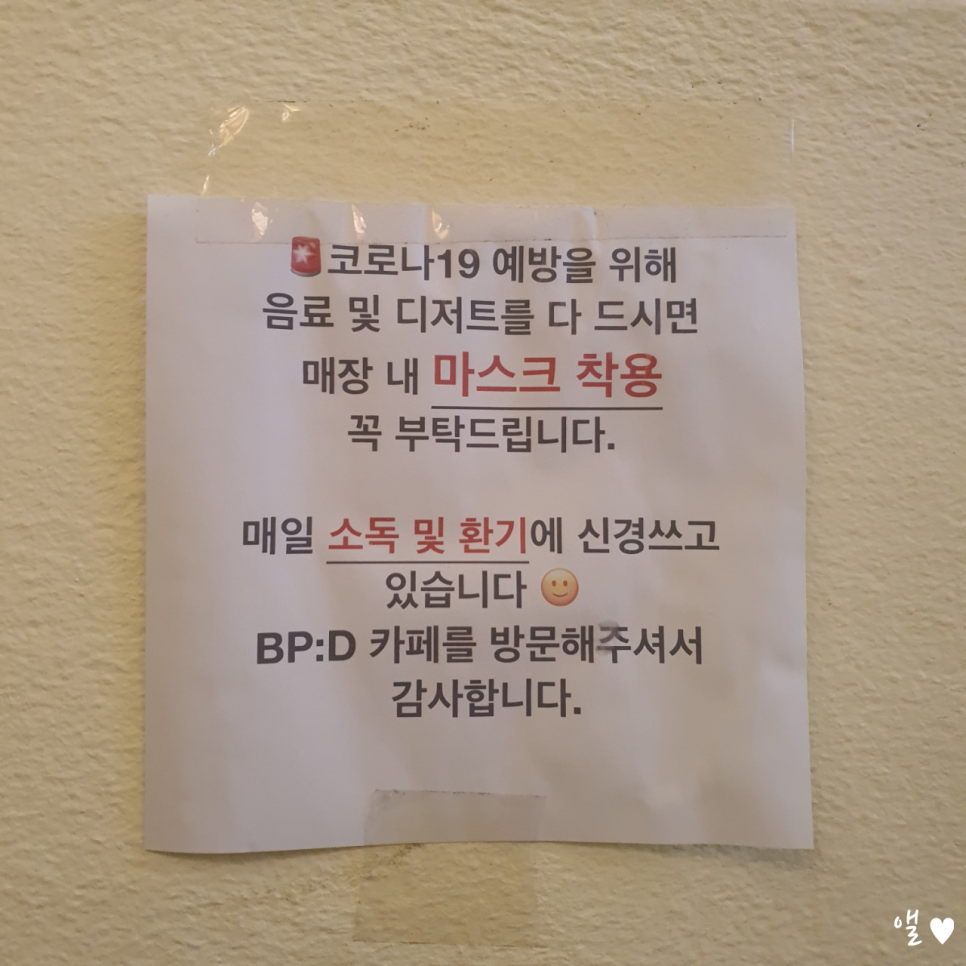 🚨코로나19 예방을 위해
음료 및 디저트를 다 드시면
매장 내 마스크 착용
꼭 부탁드립니다.
매일 소독 및 환기에 신경쓰고
있습니다 🙂
BP:D 카페를 방문해주셔서
감사합니다.
앨♥